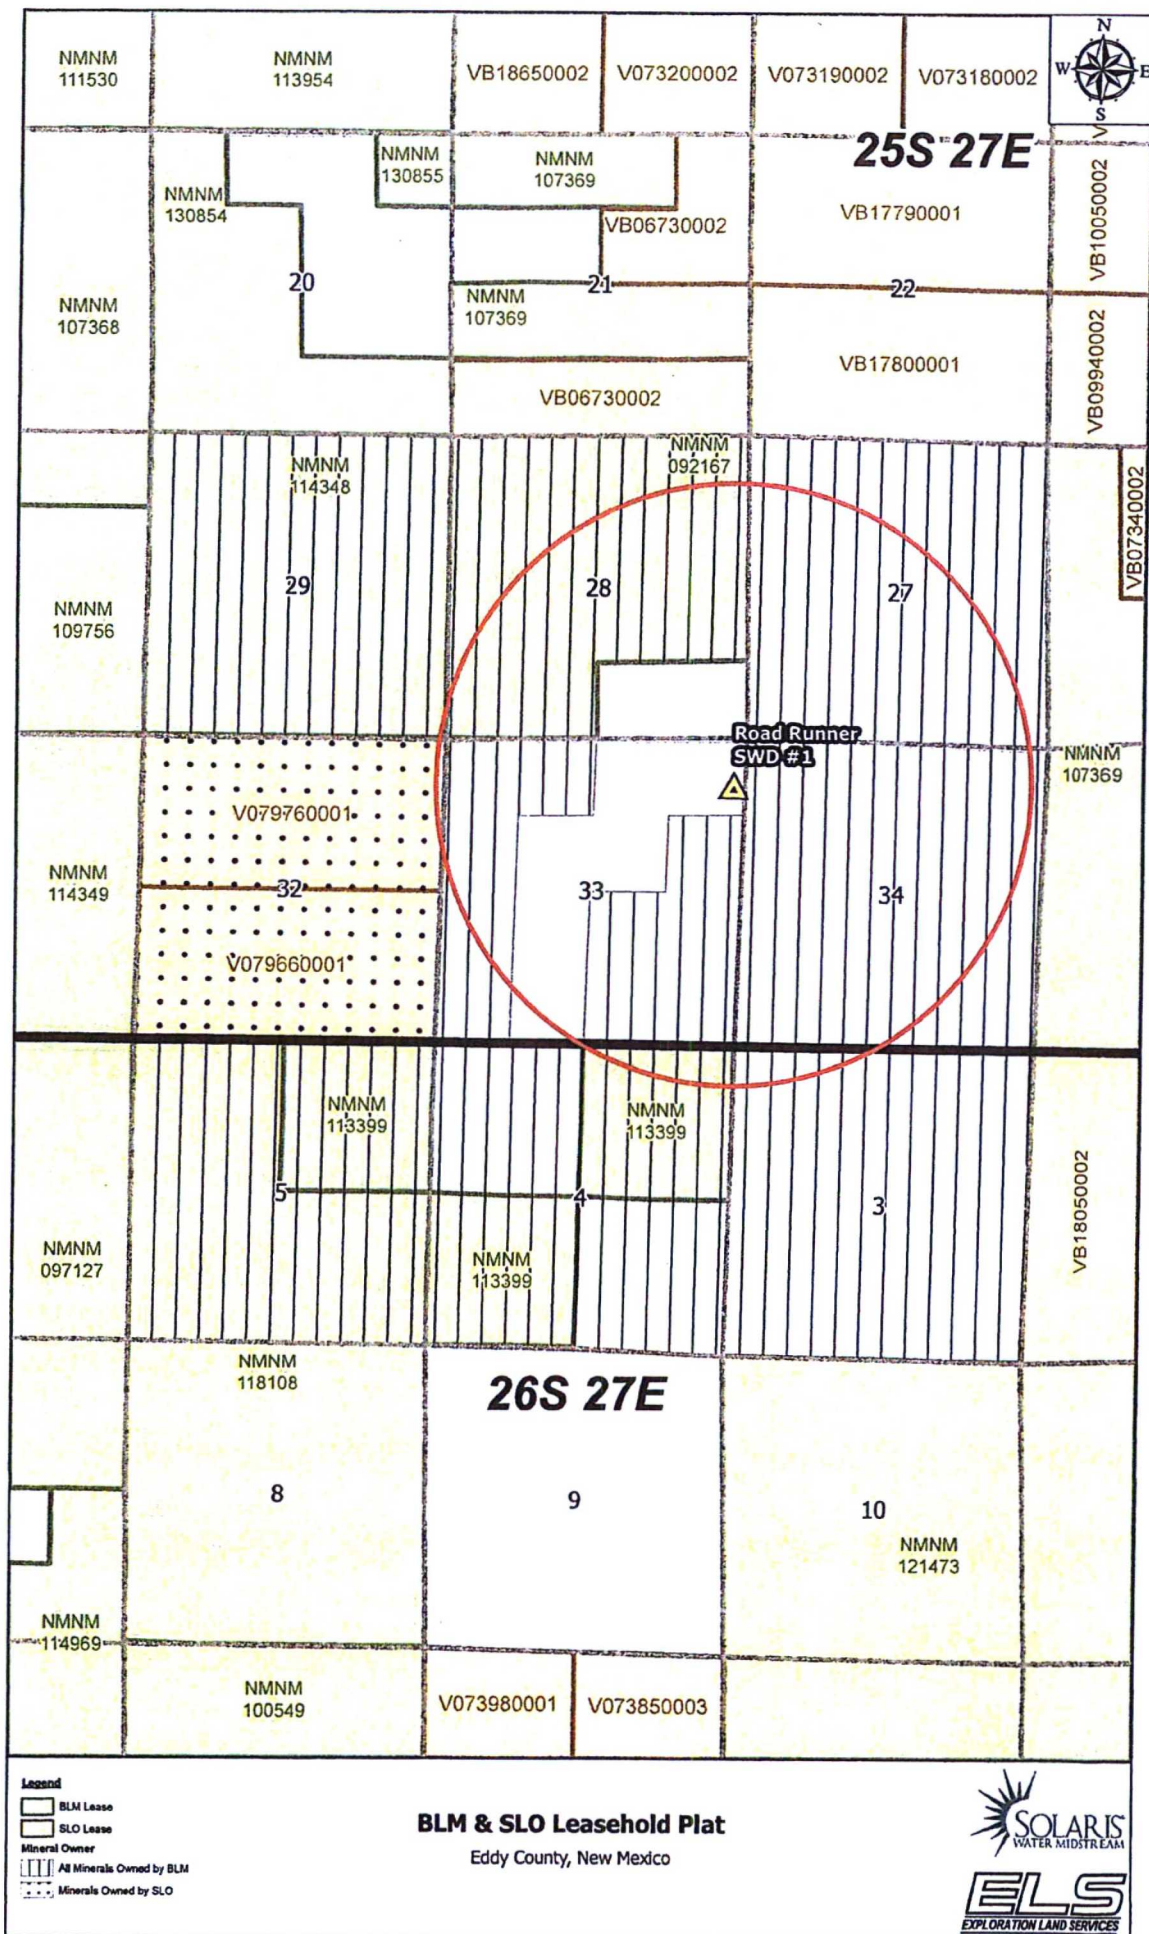 NMNM
111530
NMNM
113954
VB18650002
V073200002
V073190002
V073180002
N
W
E
S
V
25S 27E
NMNM
130855
NMNM
107369
NMNM
130854
VB06730002
VB17790001
VB10050002
20
21
22
NMNM
107368
NMNM
107369
VB17800001
VB09940002
VB06730002
NMNM
114348
NMNM
092167
VB07340002
29
28
27
NMNM
109756
Road Runner
SWD #1
NMNM
107369
V079760001
NMNM
114349
32
33
34
V079660001
NMNM
113399
NMNM
113399
5
4
3
VB18050002
NMNM
097127
NMNM
113399
NMNM
118108
26S 27E
8
9
10
NMNM
121473
NMNM
114969
NMNM
100549
V073980001
V073850003
Legend
BLM Lease
SLO Lease
Mineral Owner
All Minerals Owned by BLM
Minerals Owned by SLO
BLM & SLO Leasehold Plat
Eddy County, New Mexico
SOLARIS
WATER MIDSTREAM
ELS
EXPLORATION LAND SERVICES